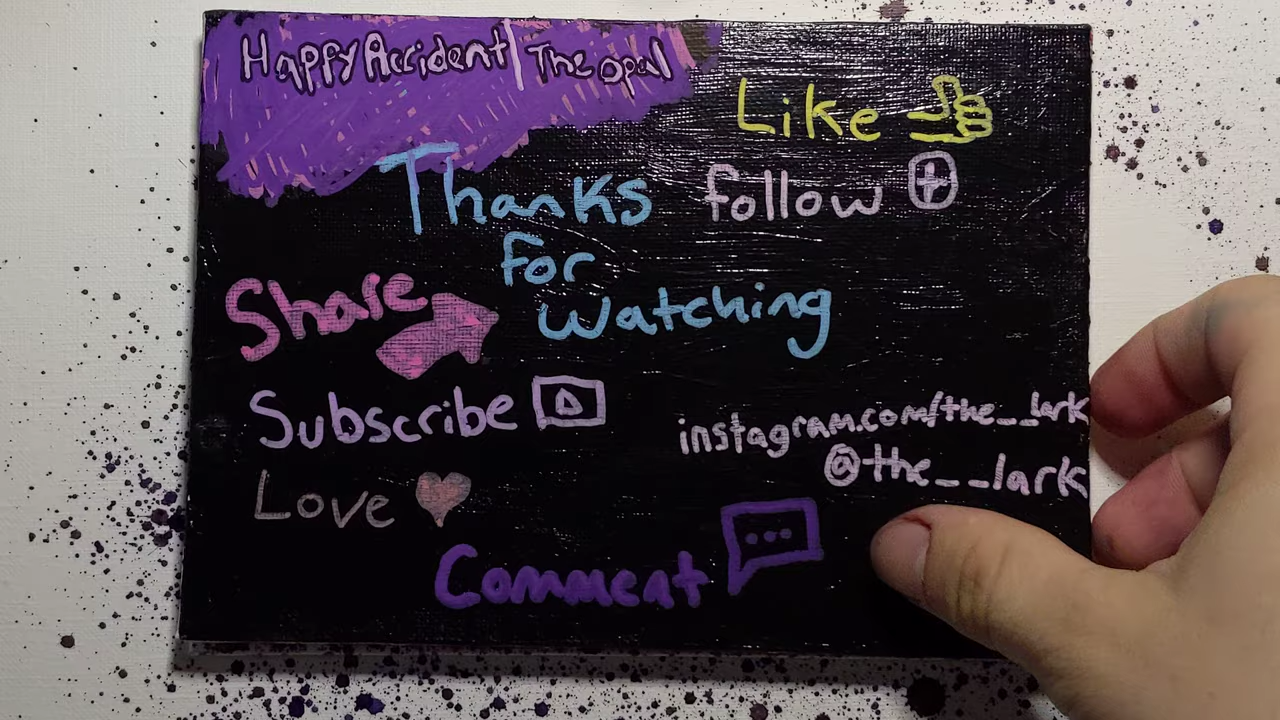 Happy Accident | The opal
Like
Thanks
for
watching
follow
Share
Subscribe
instagram.com/the__lark
@the__lark
Love
Comment